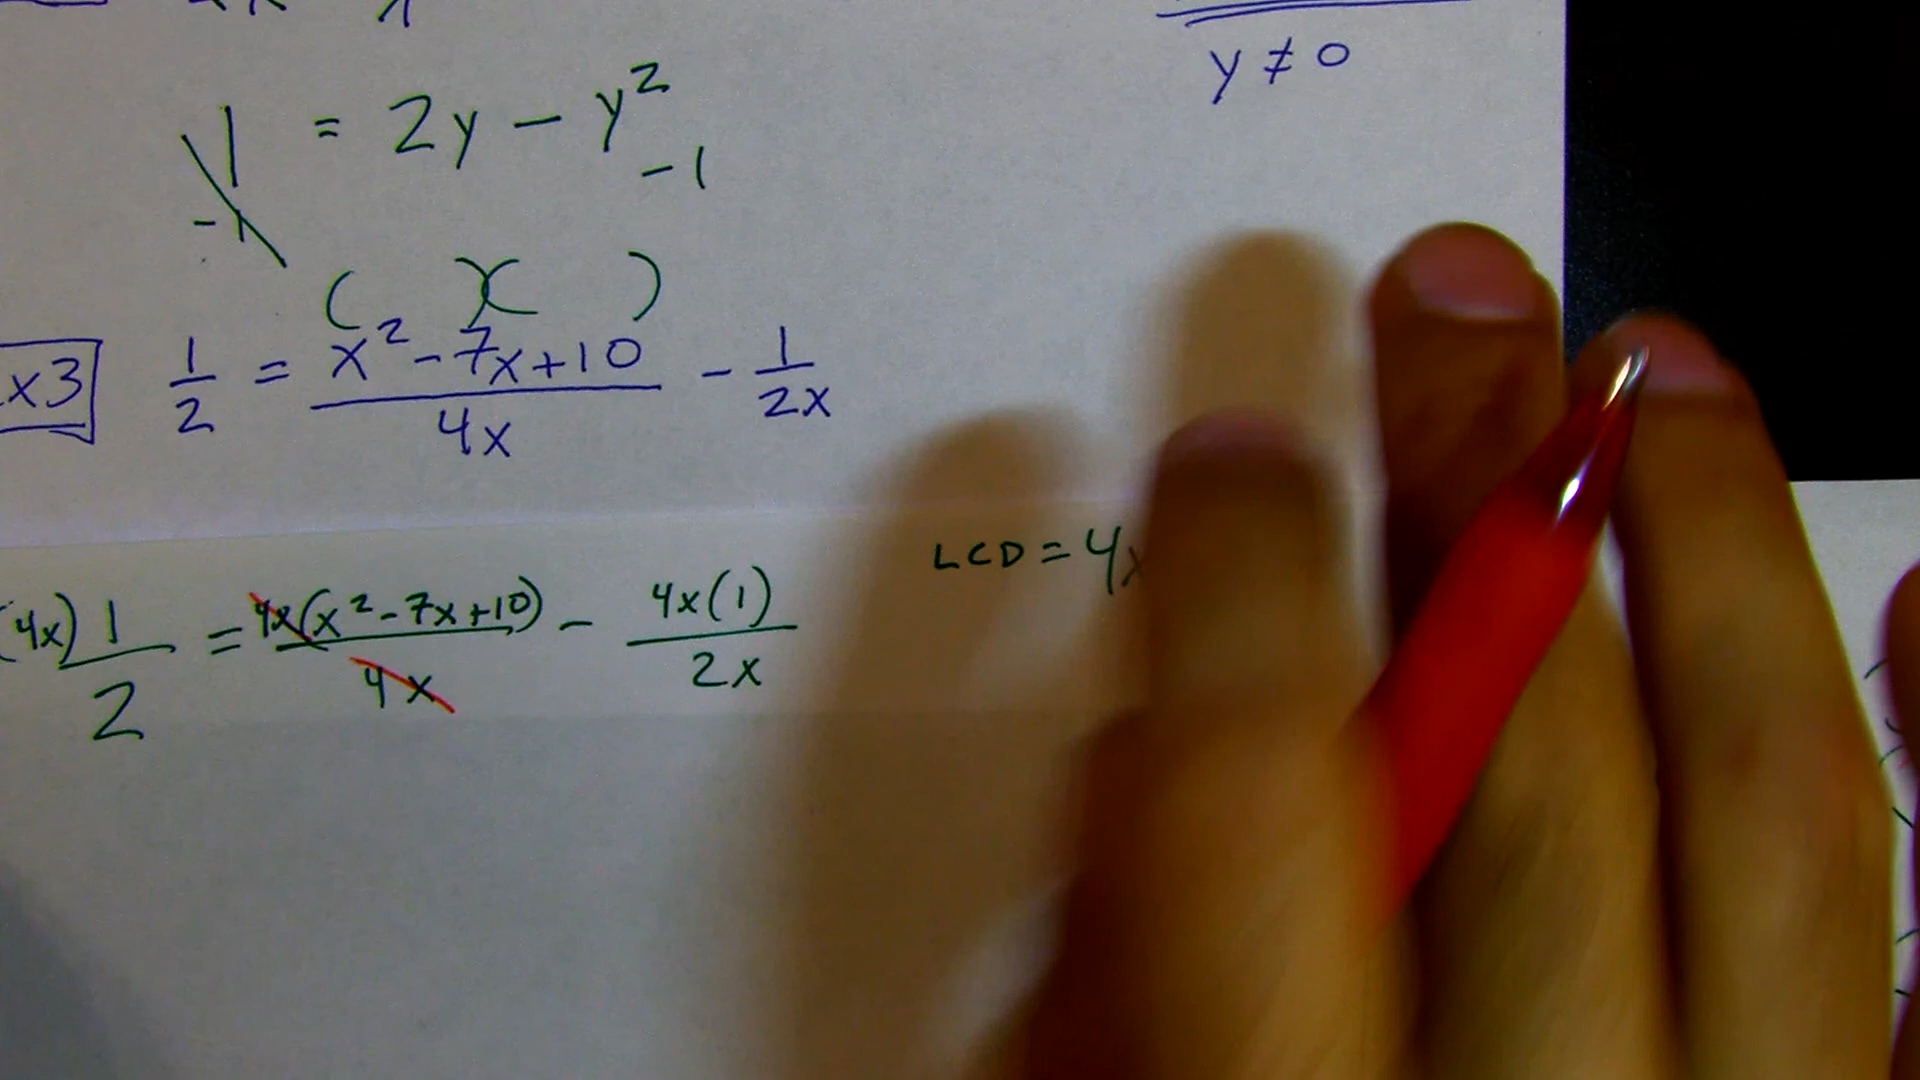 y ≠ 0
1 = 2y - y²
-1 -1
( )( )
x3 1/2 = (x² - 7x + 10)/4x - 1/2x
LCD = 4x
(4x) 1/2 = 4x(x² - 7x + 10)/4x - 4x(1)/2x